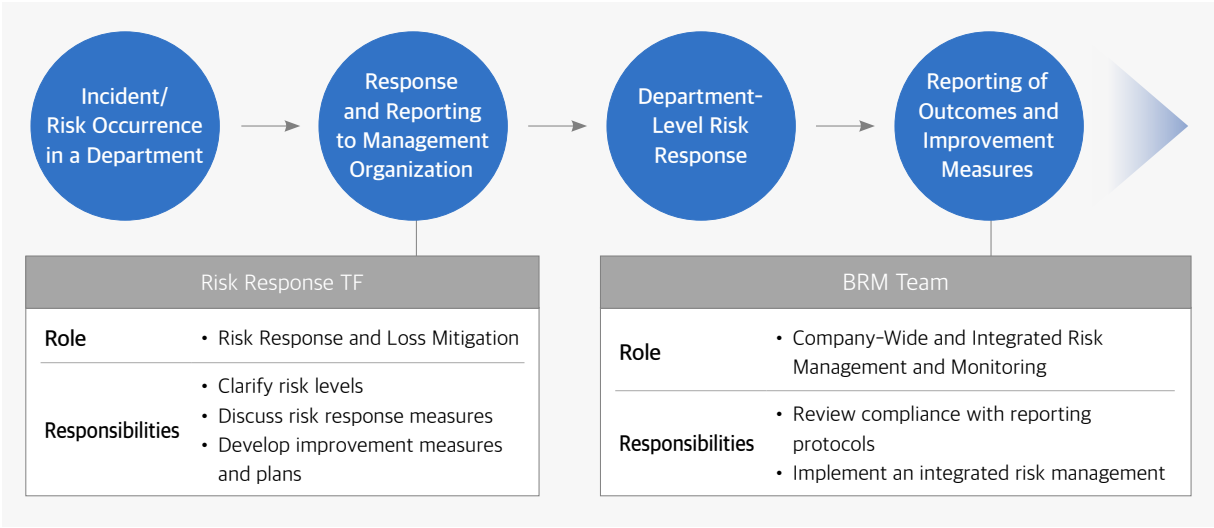 Incident/
Risk Occurrence
in a Department
Response
and Reporting
to Management
Organization
Department-
Level Risk
Response
Reporting of
Outcomes and
Improvement
Measures
Risk Response TF
Role
• Risk Response and Loss Mitigation
Responsibilities
• Clarify risk levels
• Discuss risk response measures
• Develop improvement measures
and plans
BRM Team
Role
• Company-Wide and Integrated Risk
Management and Monitoring
Responsibilities
• Review compliance with reporting
protocols
• Implement an integrated risk management